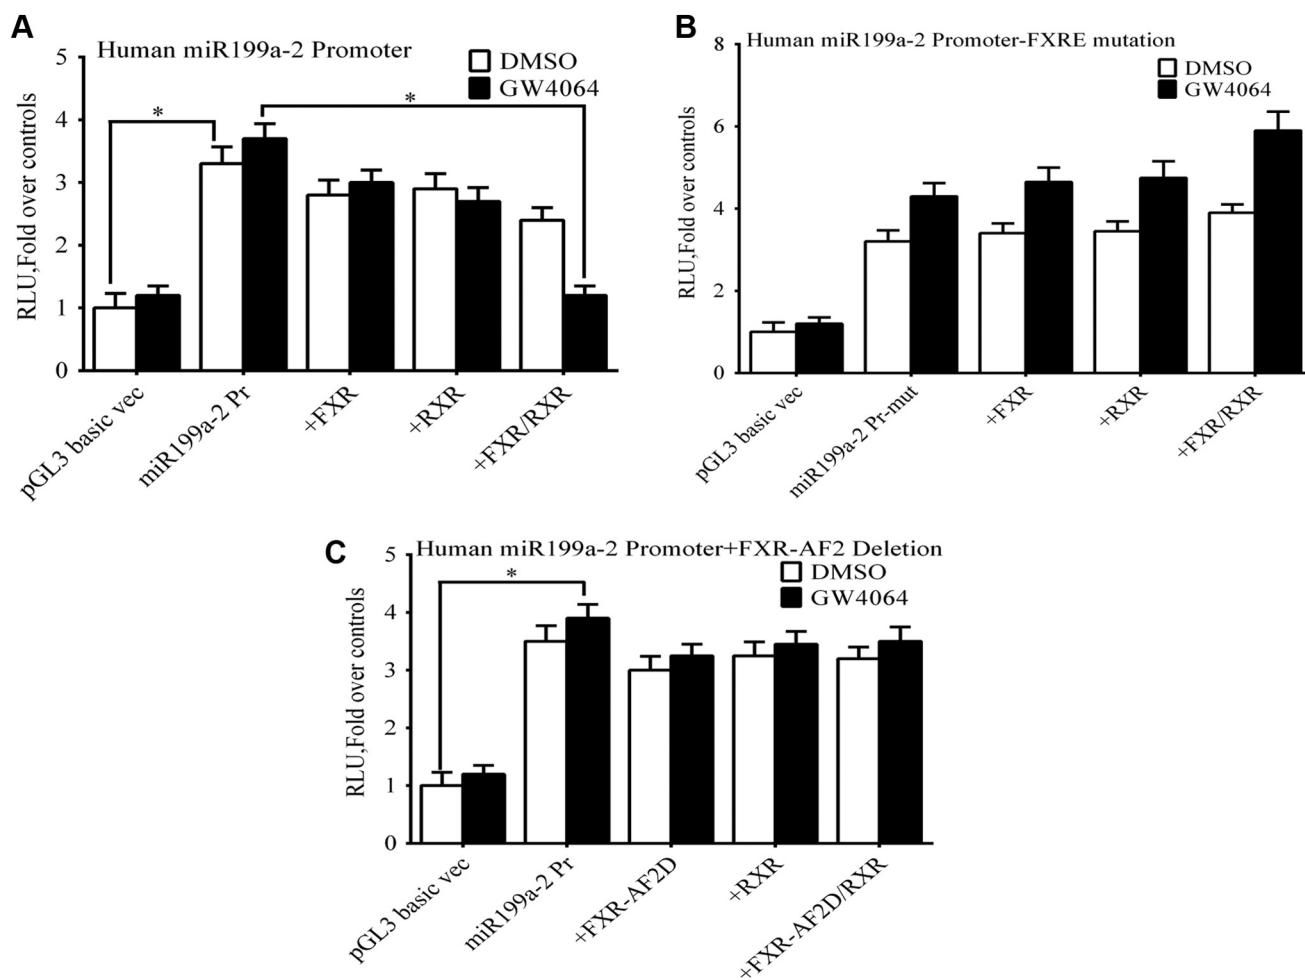 A
Human miR199a-2 Promoter
DMSO
GW4064
RLU,Fold over controls
5
4
3
2
1
0
*
*
pGL3 basic vec
miR199a-2 Pr
+FXR
+RXR
+FXR/RXR
B
Human miR199a-2 Promoter-FXRE mutation
DMSO
GW4064
RLU,Fold over controls
8
6
4
2
0
pGL3 basic vec
miR199a-2 Pr-mut
+FXR
+RXR
+FXR/RXR
C
Human miR199a-2 Promoter+FXR-AF2 Deletion
DMSO
GW4064
RLU,Fold over controls
5
4
3
2
1
0
*
pGL3 basic vec
miR199a-2 Pr
+FXR-AF2D
+RXR
+FXR-AF2D/RXR